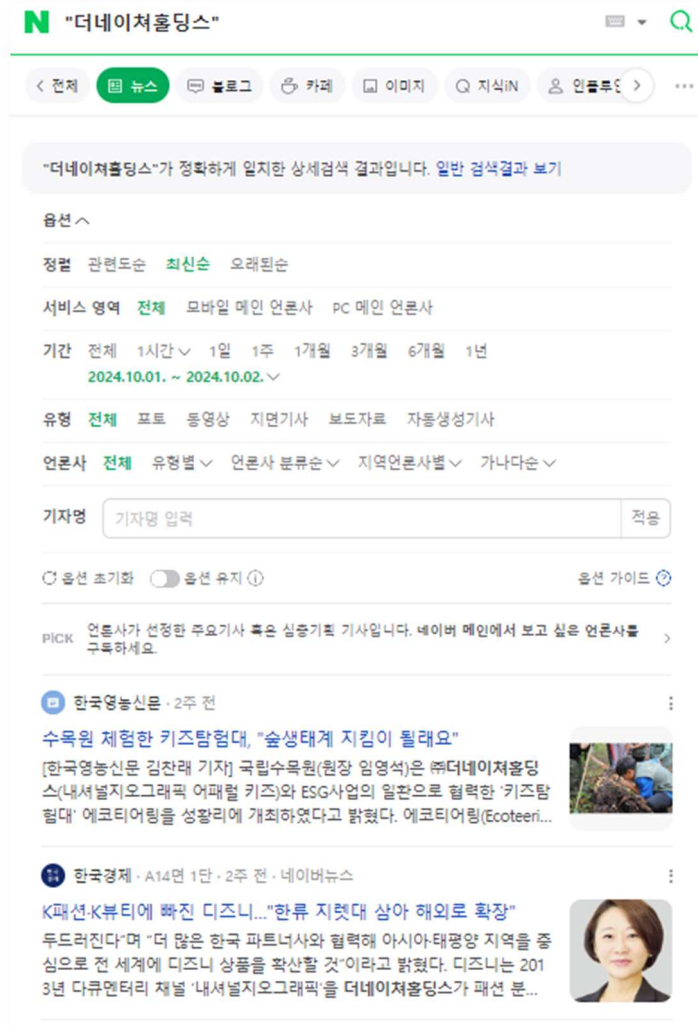 N "더네이쳐홀딩스"
전체 뉴스 블로그 카페 이미지 지식iN 인플루언
"더네이쳐홀딩스"가 정확하게 일치한 상세검색 결과입니다. 일반 검색결과 보기
옵션
정렬 관련도순 최신순 오래된순
서비스 영역 전체 모바일 메인 언론사 PC 메인 언론사
기간 전체 1시간 1일 1주 1개월 3개월 6개월 1년
2024.10.01. ~ 2024.10.02.
유형 전체 포토 동영상 지면기사 보도자료 자동생성기사
언론사 전체 유형별 언론사 분류순 지역언론사별 가나다순
기자명 기자명 입력 적용
옵션 초기화 옵션 유지 옵션 가이드
PiCK 언론사가 선정한 주요기사 혹은 심층기획 기사입니다. 네이버 메인에서 보고 싶은 언론사를
구독하세요.
한국영농신문 · 2주 전
수목원 체험한 키즈탐험대, "숲생태계 지킴이 될래요"
[한국영농신문 김찬래 기자] 국립수목원(원장 임영석)은 ㈜더네이쳐홀딩
스(내셔널지오그래픽 어패럴 키즈)와 ESG사업의 일환으로 협력한 '키즈탐
험대' 에코티어링을 성황리에 개최하였다고 밝혔다. 에코티어링(Ecoteeri...
한국경제 · A14면 1단 · 2주 전 · 네이버뉴스
K패션·K뷰티에 빠진 디즈니..."한류 지렛대 삼아 해외로 확장"
두드러진다"며 "더 많은 한국 파트너사와 협력해 아시아·태평양 지역을 중
심으로 전 세계에 디즈니 상품을 확산할 것"이라고 밝혔다. 디즈니는 201
3년 다큐멘터리 채널 '내셔널지오그래픽'을 더네이쳐홀딩스가 패션 분...